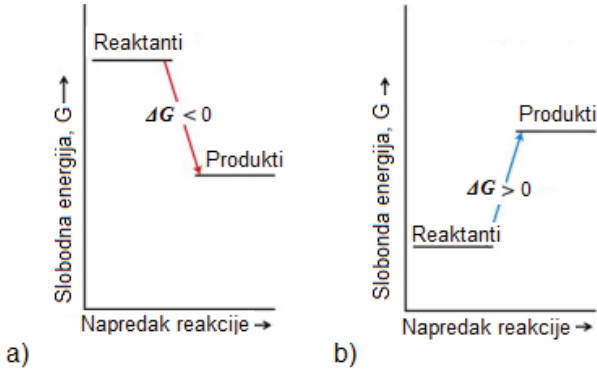 Reaktanti
ΔG < 0
Produkti
Slobodna energija, G →
Napredak reakcije →
a)
Produkti
ΔG > 0
Reaktanti
Slobonda energija, G →
Napredak reakcije →
b)